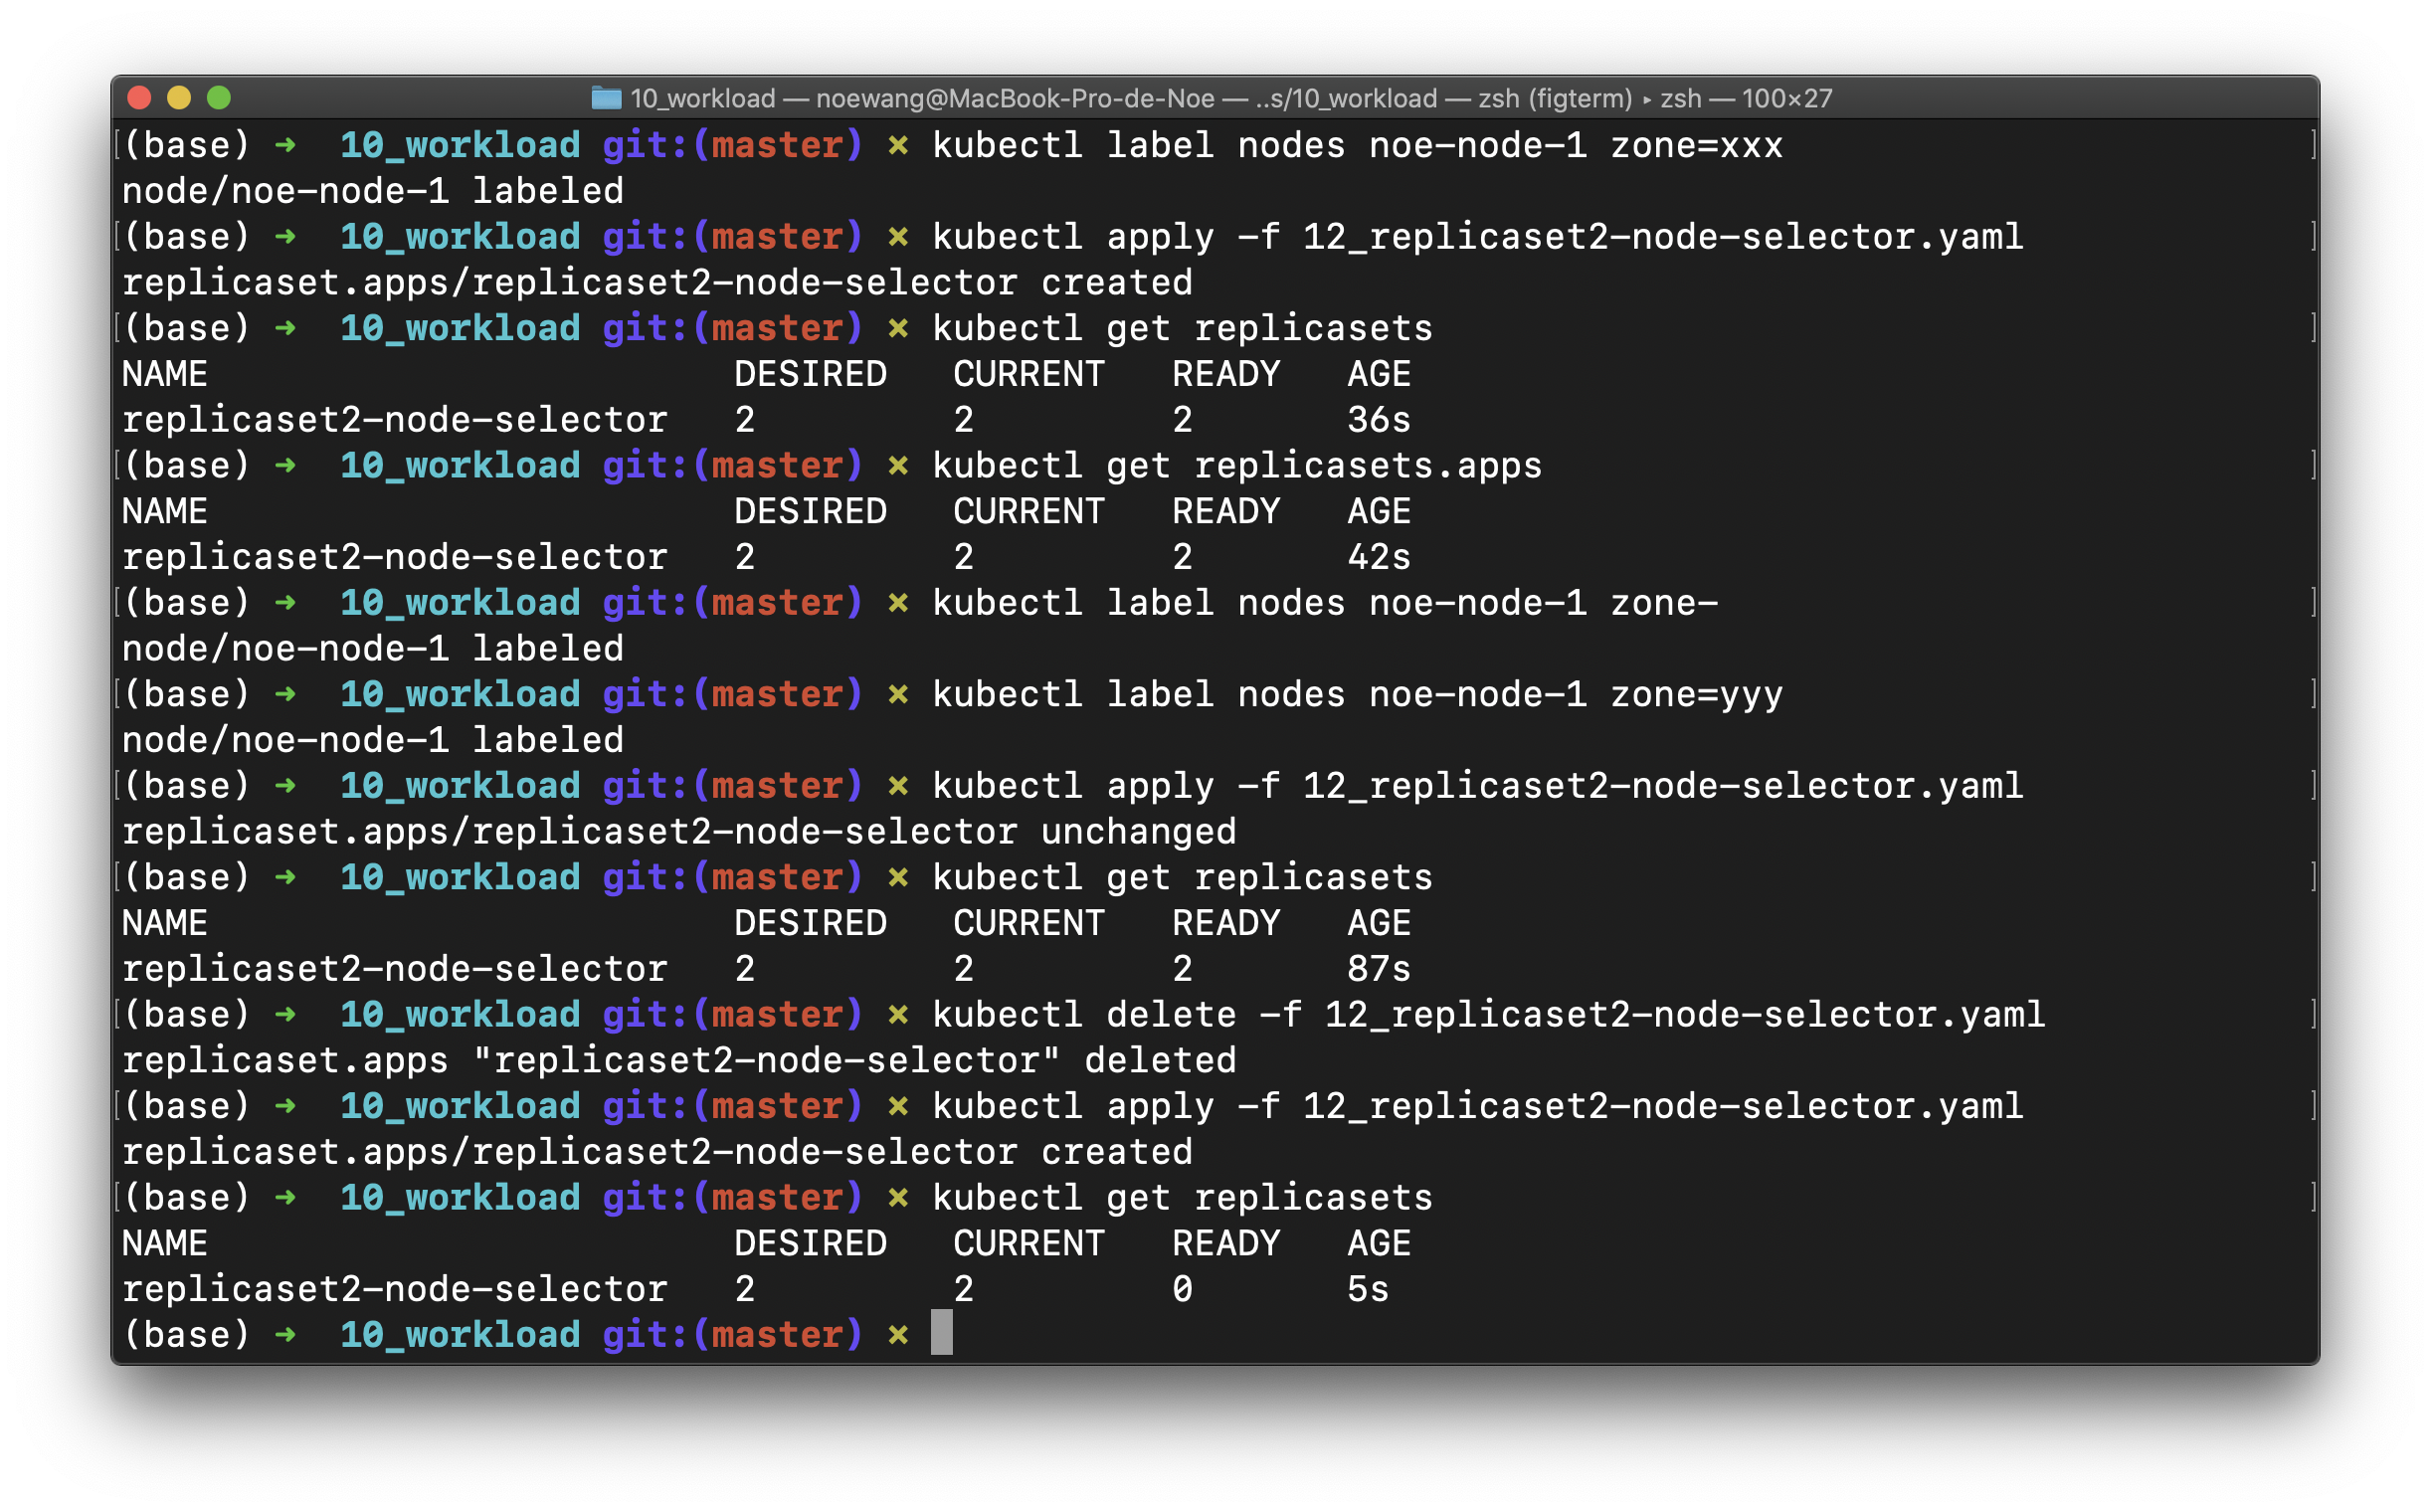 10_workload — noewang@MacBook-Pro-de-Noe — ..s/10_workload — zsh (figterm) ▸ zsh — 100×27
(base) ➜  10_workload git:(master) × kubectl label nodes noe-node-1 zone=xxx
node/noe-node-1 labeled
(base) ➜  10_workload git:(master) × kubectl apply -f 12_replicaset2-node-selector.yaml
replicaset.apps/replicaset2-node-selector created
(base) ➜  10_workload git:(master) × kubectl get replicasets
NAME                        DESIRED   CURRENT   READY   AGE
replicaset2-node-selector   2         2         2       36s
(base) ➜  10_workload git:(master) × kubectl get replicasets.apps
NAME                        DESIRED   CURRENT   READY   AGE
replicaset2-node-selector   2         2         2       42s
(base) ➜  10_workload git:(master) × kubectl label nodes noe-node-1 zone-
node/noe-node-1 labeled
(base) ➜  10_workload git:(master) × kubectl label nodes noe-node-1 zone=yyy
node/noe-node-1 labeled
(base) ➜  10_workload git:(master) × kubectl apply -f 12_replicaset2-node-selector.yaml
replicaset.apps/replicaset2-node-selector unchanged
(base) ➜  10_workload git:(master) × kubectl get replicasets
NAME                        DESIRED   CURRENT   READY   AGE
replicaset2-node-selector   2         2         2       87s
(base) ➜  10_workload git:(master) × kubectl delete -f 12_replicaset2-node-selector.yaml
replicaset.apps "replicaset2-node-selector" deleted
(base) ➜  10_workload git:(master) × kubectl apply -f 12_replicaset2-node-selector.yaml
replicaset.apps/replicaset2-node-selector created
(base) ➜  10_workload git:(master) × kubectl get replicasets
NAME                        DESIRED   CURRENT   READY   AGE
replicaset2-node-selector   2         2         0       5s
(base) ➜  10_workload git:(master) ×